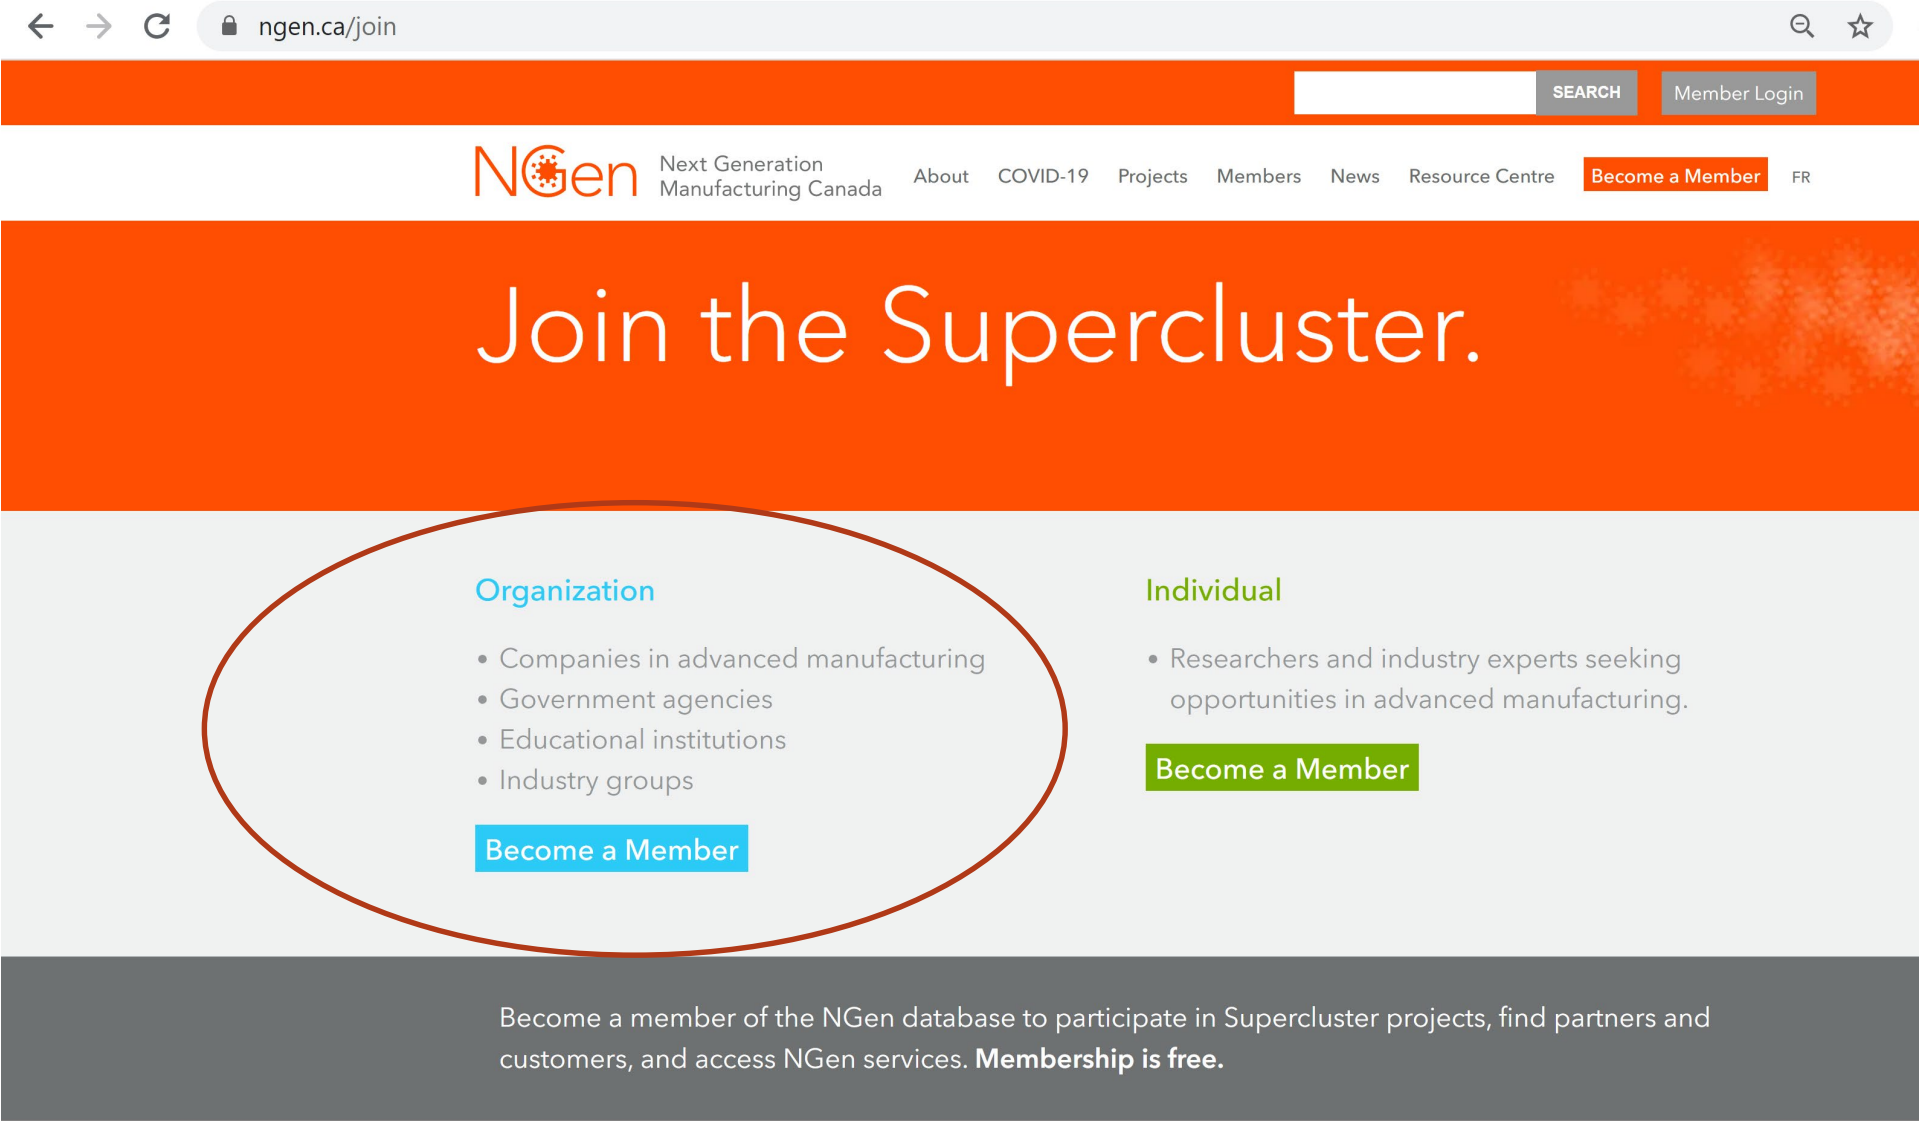 ngen.ca/join
SEARCH
Member Login
NGen
Next Generation
Manufacturing Canada
About COVID-19 Projects Members News Resource Centre Become a Member FR
Join the Supercluster.
Organization
• Companies in advanced manufacturing
• Government agencies
• Educational institutions
• Industry groups
Become a Member
Individual
• Researchers and industry experts seeking
opportunities in advanced manufacturing.
Become a Member
Become a member of the NGen database to participate in Supercluster projects, find partners and
customers, and access NGen services. Membership is free.